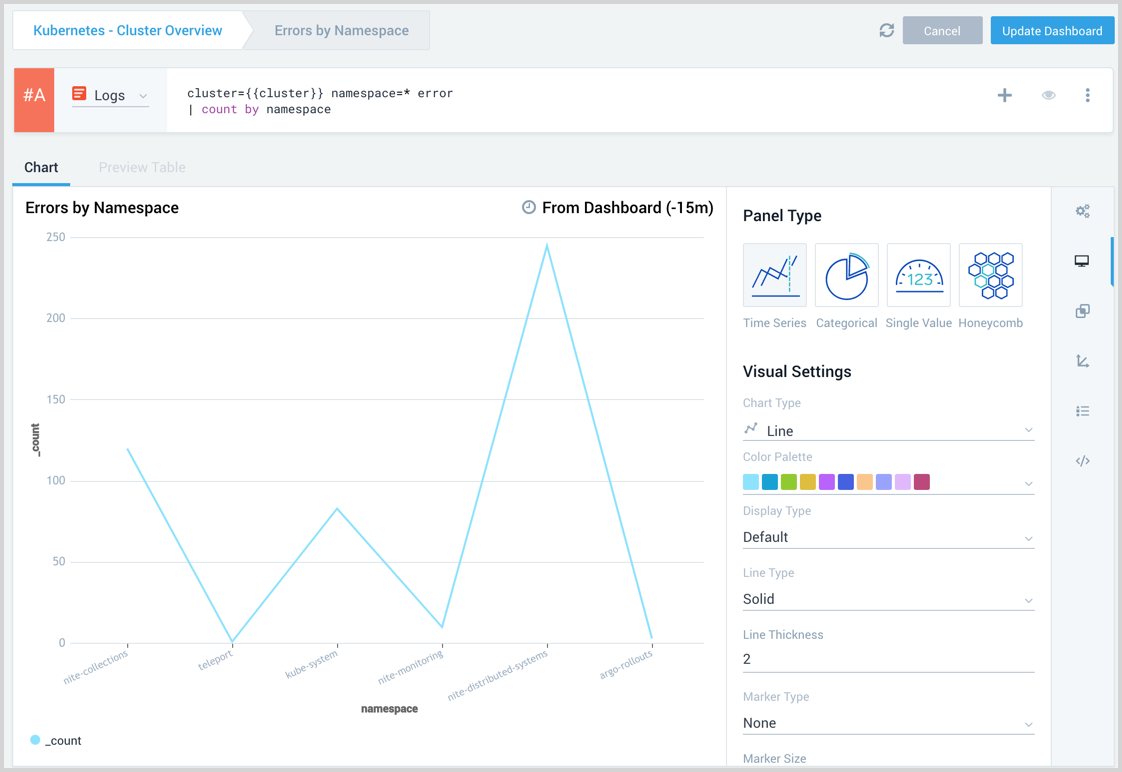 Kubernetes - Cluster Overview
Errors by Namespace
Cancel
Update Dashboard
#A
Logs
cluster={{cluster}} namespace=* error
| count by namespace
Chart
Preview Table
Errors by Namespace
From Dashboard (-15m)
250
200
150
100
50
0
_count
nite-collections
teleport
kube-system
nite-monitoring
nite-distributed-systems
argo-rollouts
namespace
_count
Panel Type
123
Time Series
Categorical
Single Value
Honeycomb
Visual Settings
Chart Type
Line
Color Palette
Display Type
Default
Line Type
Solid
Line Thickness
2
Marker Type
None
Marker Size